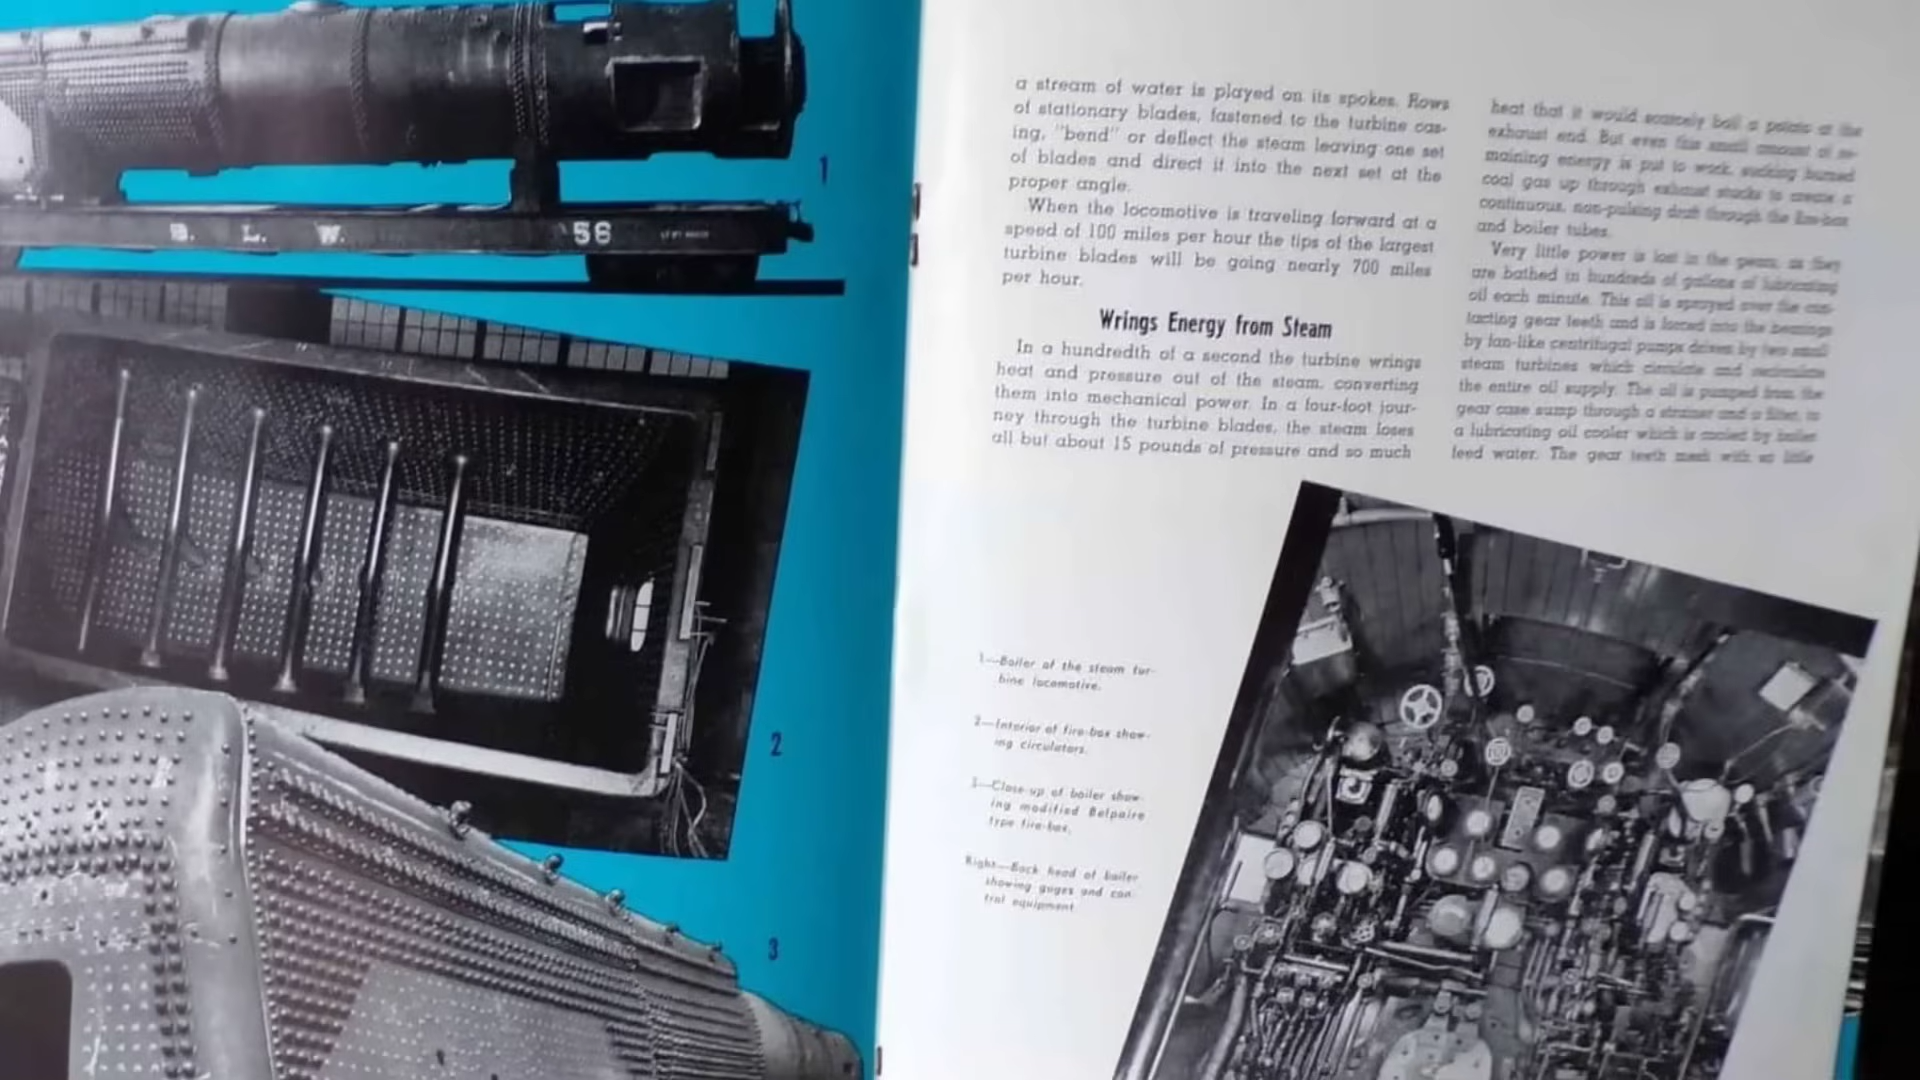 1
B. L. W. 56
2
3
a stream of water is played on its spokes. Rows
of stationary blades, fastened to the turbine cas-
ing, "bend" or deflect the steam leaving one set
of blades and direct it into the next set at the
proper angle.
When the locomotive is traveling forward at a
speed of 100 miles per hour the tips of the largest
turbine blades will be going nearly 700 miles
per hour.
Wrings Energy from Steam
In a hundredth of a second the turbine wrings
heat and pressure out of the steam, converting
them into mechanical power. In a four-foot jour-
ney through the turbine blades, the steam loses
all but about 15 pounds of pressure and so much
heat that it would scarcely boil a potato at the
exhaust end. But even this small amount of re-
maining energy is put to work, sucking burned
coal gas up through exhaust stacks to create a
continuous, non-pulsing draft through the fire-box
and boiler tubes.
Very little power is lost in the gears, as they
are bathed in hundreds of gallons of lubricating
oil each minute. This oil is sprayed over the con-
tacting gear teeth and is forced into the bearings
by fan-like centrifugal pumps driven by two small
steam turbines which circulate and recirculate
the entire oil supply. The oil is pumped from the
gear case sump through a strainer and a filter, to
a lubricating oil cooler which is cooled by boiler
feed water. The gear teeth mesh with so little
1—Boiler of the steam tur-
bine locomotive.
2—Interior of fire-box show-
ing circulators.
3—Close-up of boiler show-
ing modified Belpaire
type fire-box.
Right—Back head of boiler
showing guges and con-
trol equipment